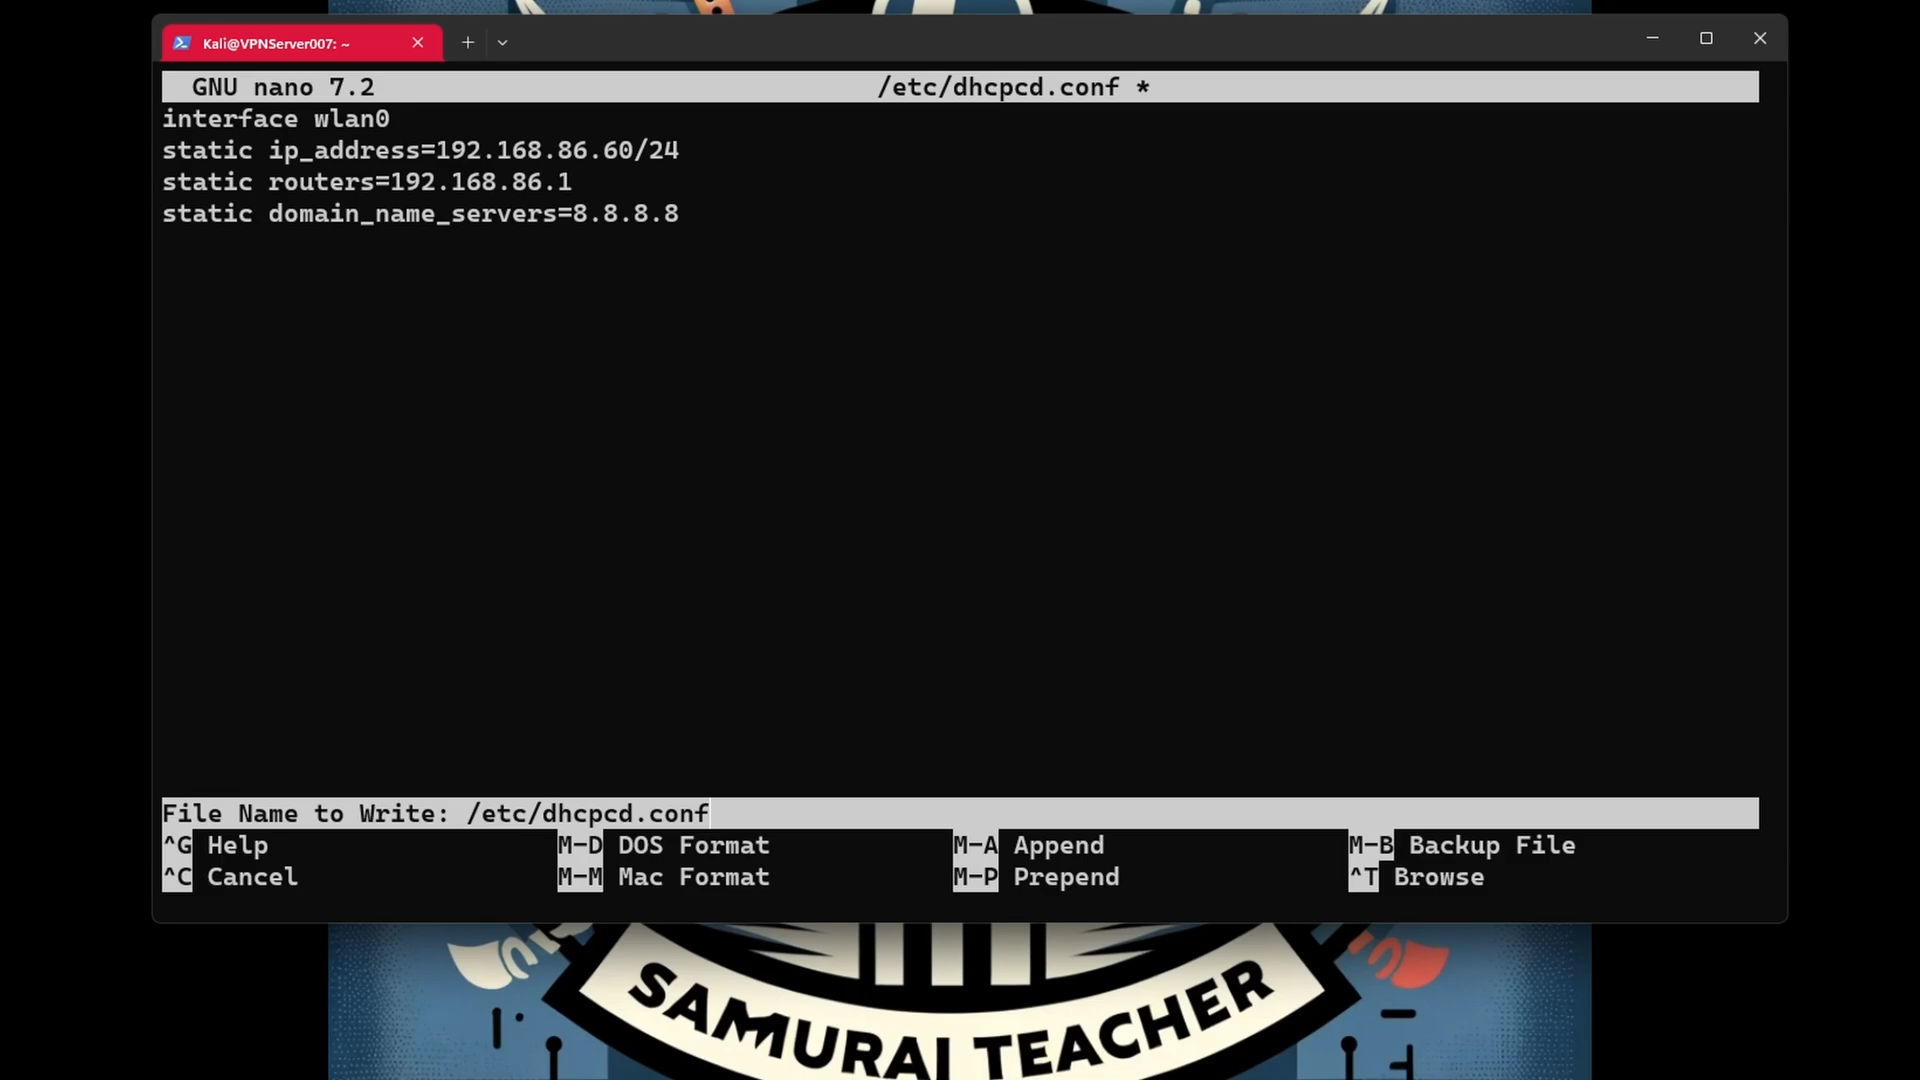 Kali@VPNServer007: ~
GNU nano 7.2 /etc/dhcpcd.conf *
interface wlan0
static ip_address=192.168.86.60/24
static routers=192.168.86.1
static domain_name_servers=8.8.8.8
File Name to Write: /etc/dhcpcd.conf
^G Help M-D DOS Format M-A Append M-B Backup File
^C Cancel M-M Mac Format M-P Prepend ^T Browse
SAMURAI TEACHER